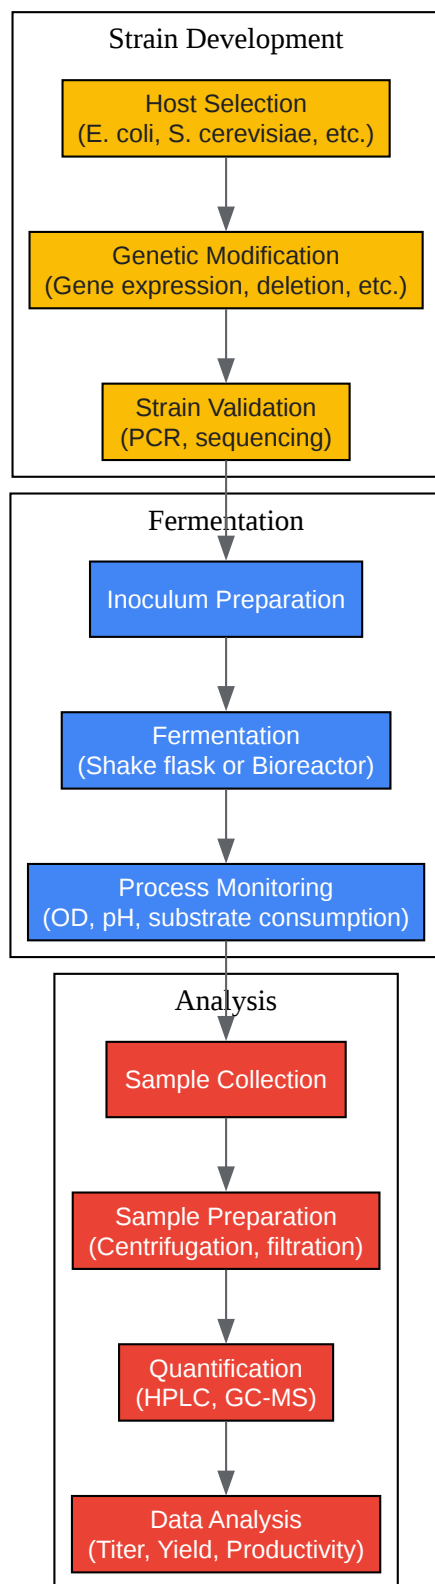 Strain Development
Host Selection
(E. coli, S. cerevisiae, etc.)
Genetic Modification
(Gene expression, deletion, etc.)
Strain Validation
(PCR, sequencing)
Fermentation
Inoculum Preparation
Fermentation
(Shake flask or Bioreactor)
Process Monitoring
(OD, pH, substrate consumption)
Analysis
Sample Collection
Sample Preparation
(Centrifugation, filtration)
Quantification
(HPLC, GC-MS)
Data Analysis
(Titer, Yield, Productivity)